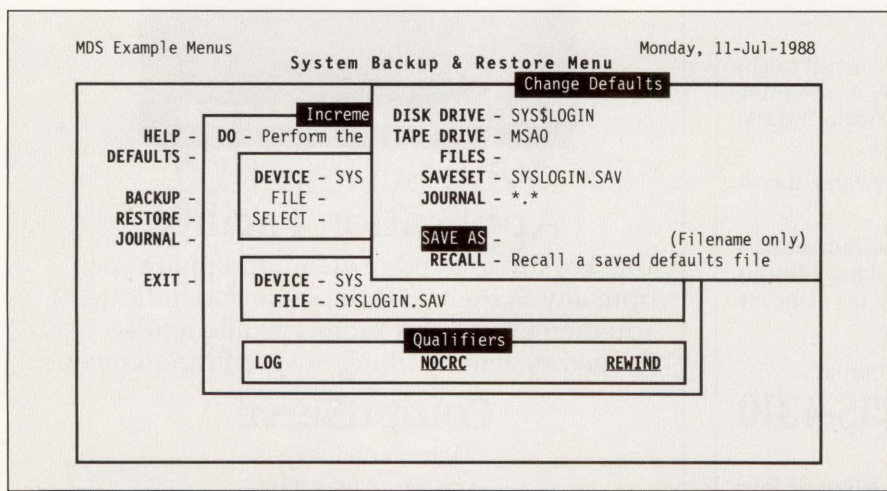 MDS Example Menus
Monday, 11-Jul-1988
System Backup & Restore Menu
Change Defaults
Increme
DISK DRIVE - SYS$LOGIN
HELP -
DO - Perform the
TAPE DRIVE - MSAO
DEFAULTS -
FILES -
DEVICE - SYS
SAVESET - SYSLOGIN.SAV
BACKUP -
FILE -
JOURNAL - *.*
RESTORE -
SELECT -
JOURNAL -
SAVE AS -
(Filename only)
RECALL - Recall a saved defaults file
EXIT -
DEVICE - SYS
FILE - SYSLOGIN.SAV
Qualifiers
LOG NOCRC REWIND